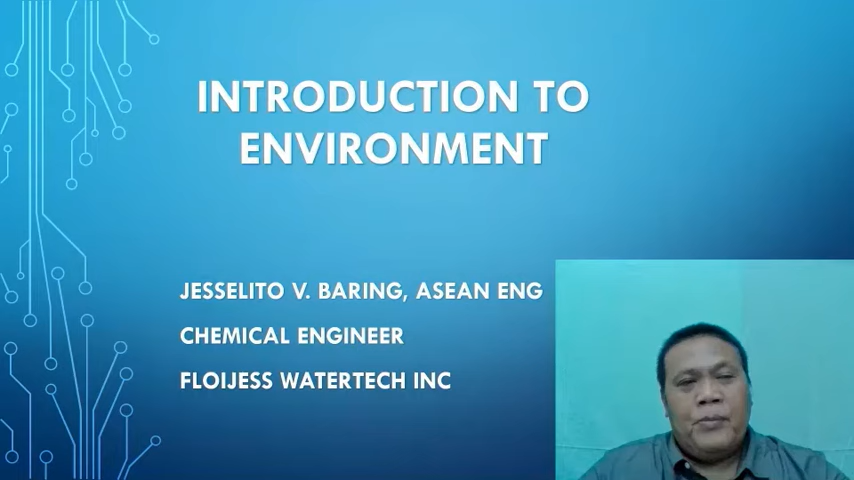 INTRODUCTION TO
ENVIRONMENT
JESSELITO V. BARING, ASEAN ENG
CHEMICAL ENGINEER
FLOIJESS WATERTECH INC